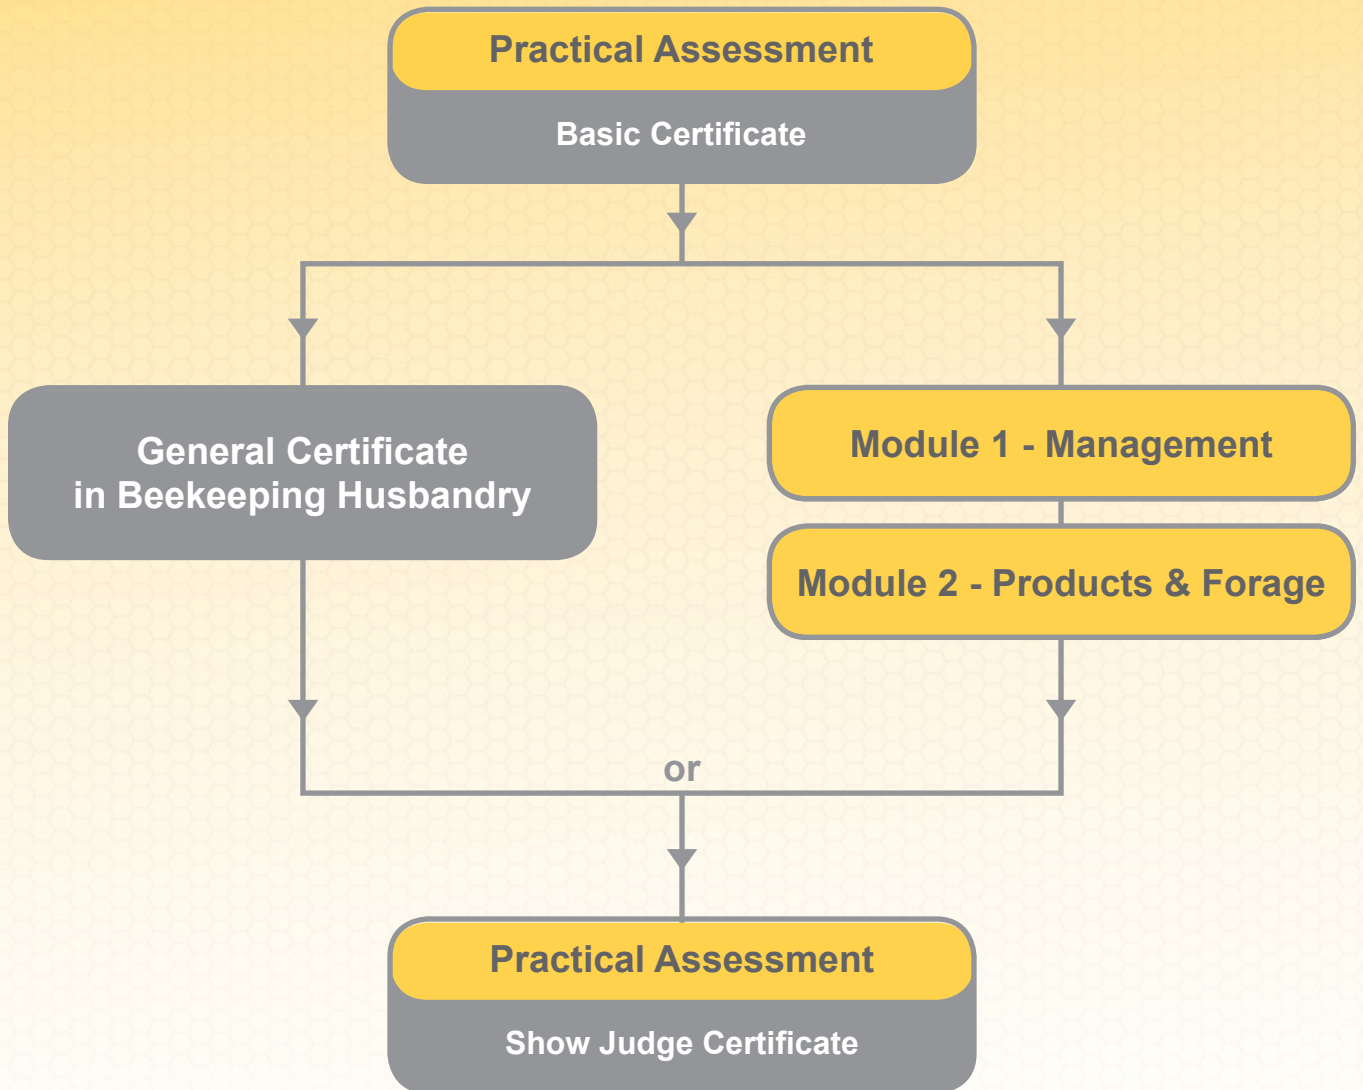 Practical Assessment
Basic Certificate
General Certificate
in Beekeeping Husbandry
Module 1 - Management
Module 2 - Products & Forage
or
Practical Assessment
Show Judge Certificate